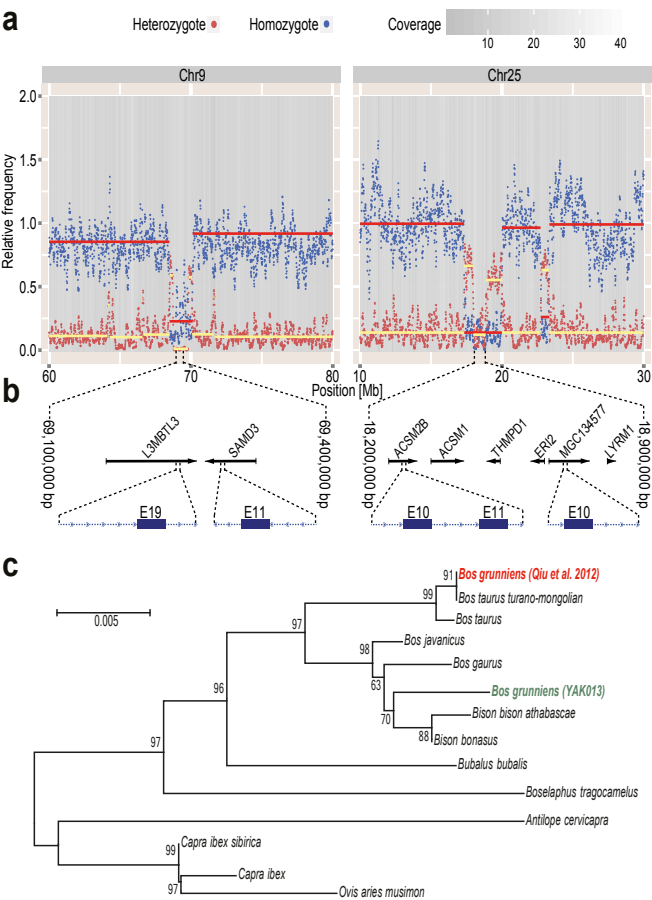 a
Heterozygote Homozygote Coverage
10 20 30 40
Chr9 Chr25
Relative frequency
2.0
1.5
1.0
0.5
0.0
60 70 80 10 20 30
Position [Mb]
b
69,100,000 bp
L3MBTL3 SAMD3
69,400,000 bp
18,200,000 bp
ACSM2B ACSM1 THMPD1 ERI2 MGC134577 LYRM1
18,900,000 bp
E19 E11 E10 E11 E10
c
0.005
91 Bos grunniens (Qiu et al. 2012)
99 Bos taurus turano-mongolian
Bos taurus
97
98 Bos javanicus
Bos gaurus
63
96
Bos grunniens (YAK013)
70
Bison bison athabascae
88 Bison bonasus
97
Bubalus bubalis
Boselaphus tragocamelus
Antilope cervicapra
Capra ibex sibirica
99
Capra ibex
97
Ovis aries musimon